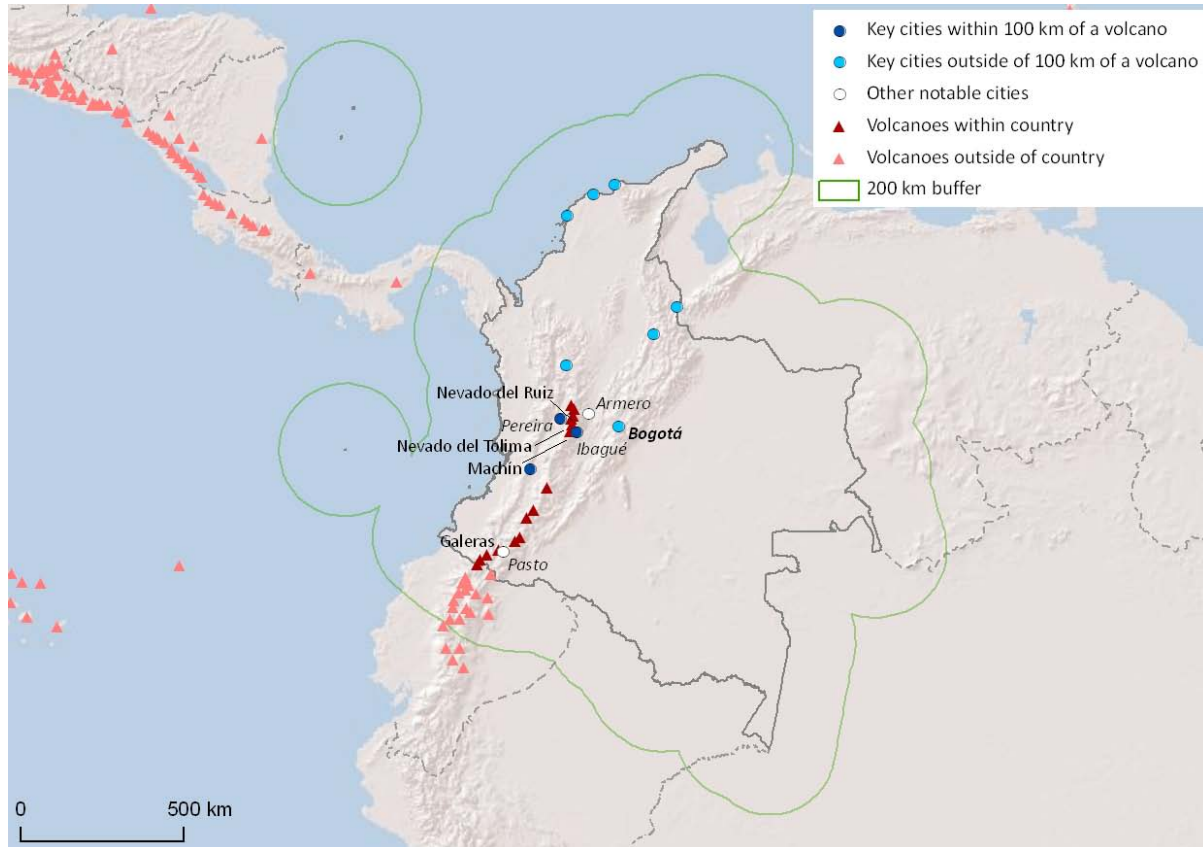 Key cities within 100 km of a volcano
Key cities outside of 100 km of a volcano
Other notable cities
Volcanoes within country
Volcanoes outside of country
200 km buffer
Nevado del Ruiz
Armero
Pereira
Bogotá
Nevado del Tolima
Ibagué
Machín
Galeras
Pasto
0 500 km